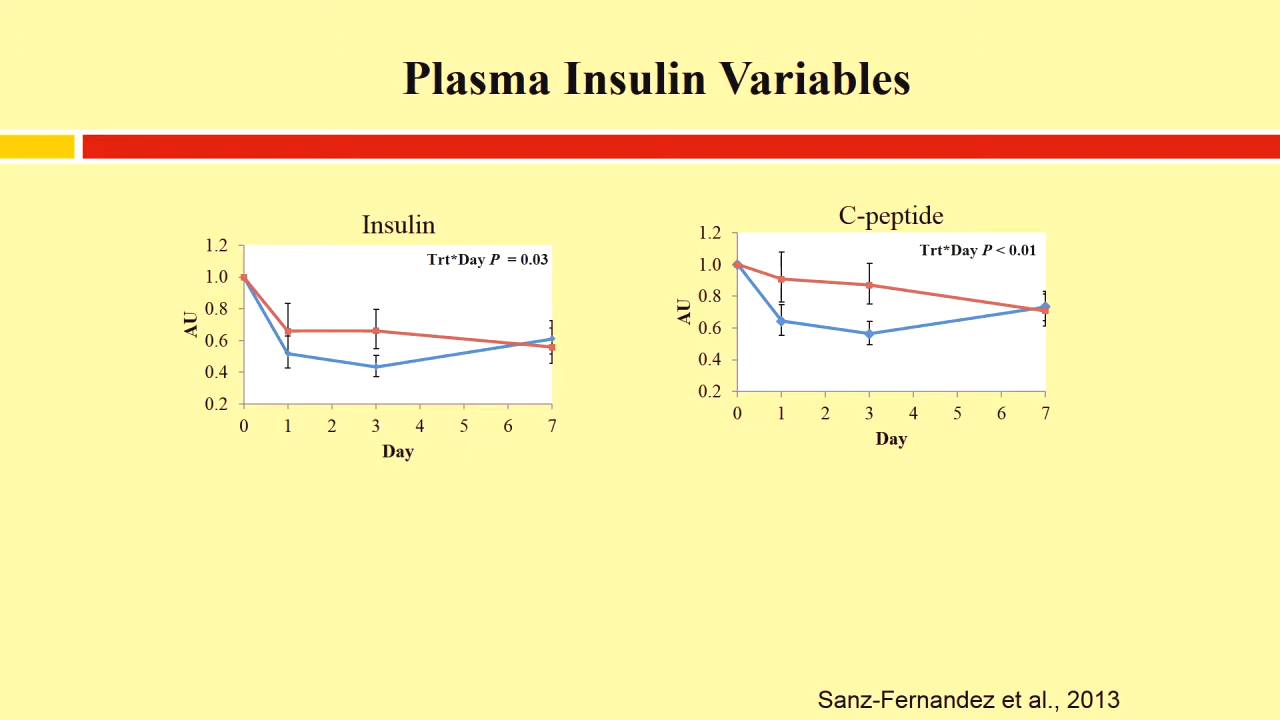 Plasma Insulin Variables
Insulin
Trt*Day P = 0.03
1.2
1.0
0.8
0.6
0.4
0.2
AU
0 1 2 3 4 5 6 7
Day
C-peptide
Trt*Day P < 0.01
1.2
1.0
0.8
0.6
0.4
0.2
AU
0 1 2 3 4 5 6 7
Day
Sanz-Fernandez et al., 2013